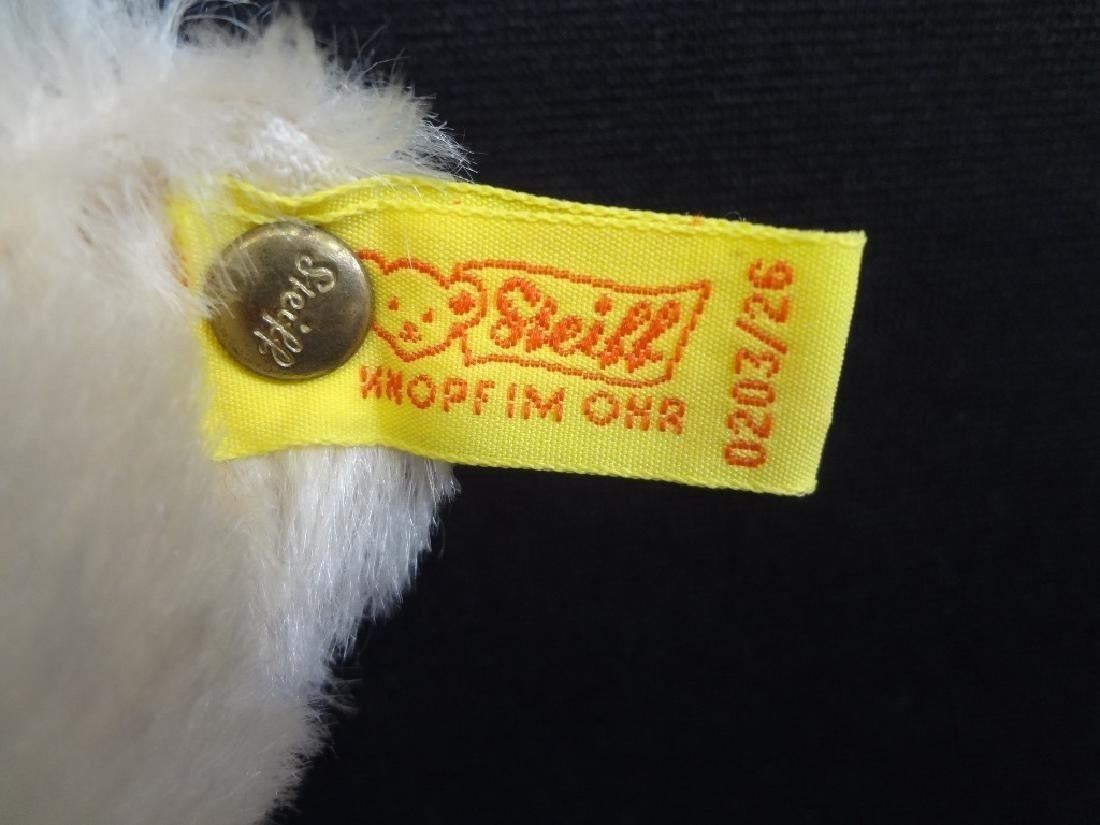 Steiff
Steiff
KNOPF IM OHR
0203/26